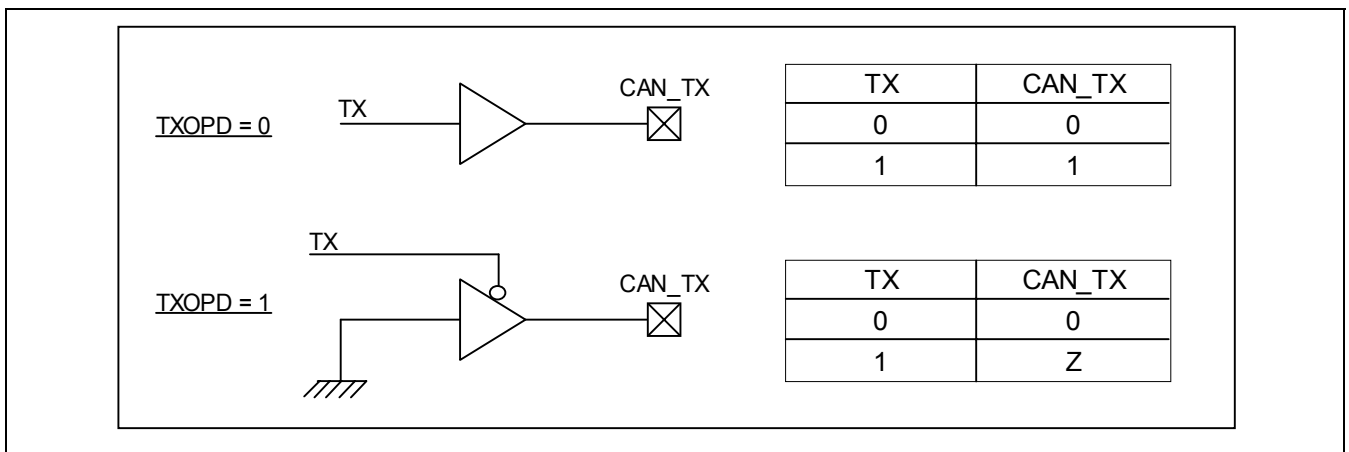 TXOPD = 0
TX
CAN_TX
TX CAN_TX
0 0
1 1
TXOPD = 1
TX
CAN_TX
TX CAN_TX
0 0
1 Z